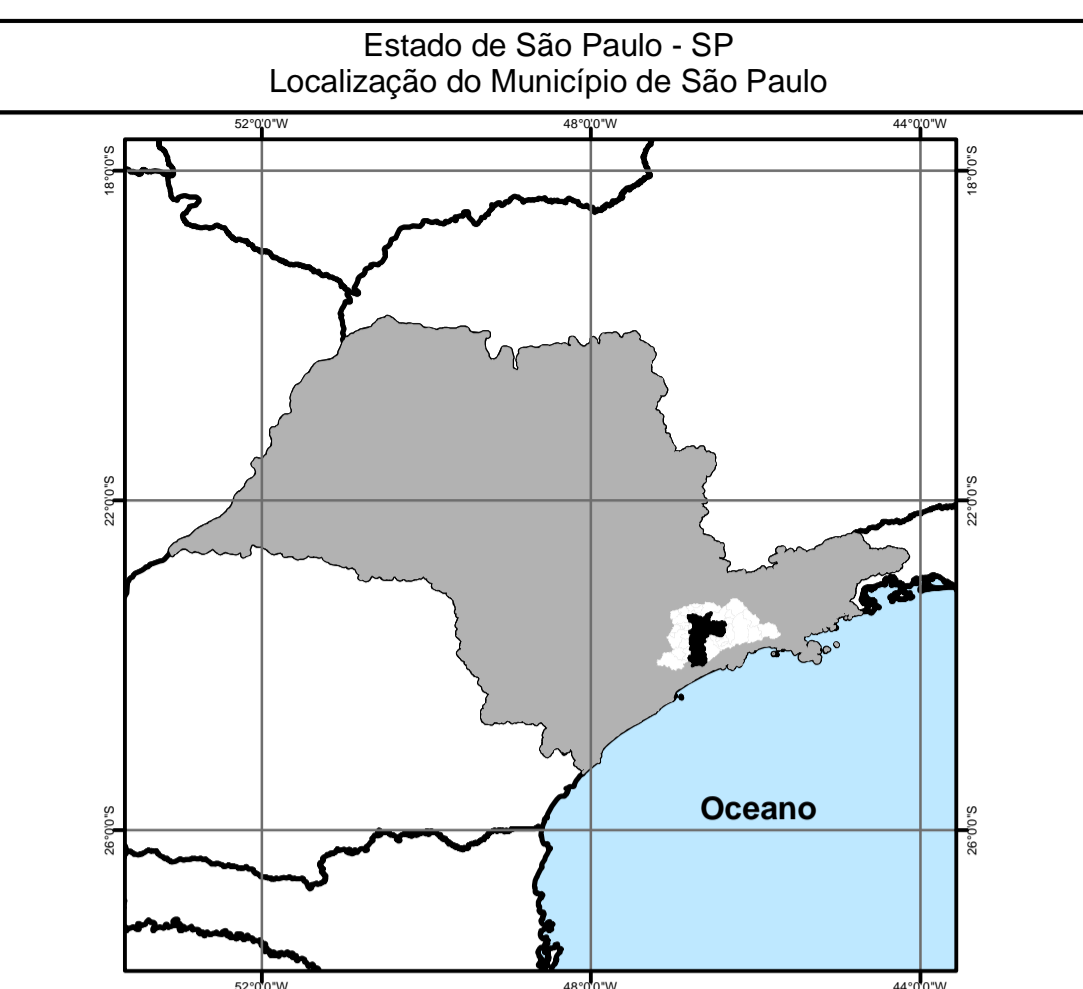 Estado de São Paulo - SP
Localização do Município de São Paulo
52°0'0"W 48°0'0"W 44°0'0"W
18°0'0"S 18°0'0"S
22°0'0"S 22°0'0"S
Oceano
26°0'0"S 26°0'0"S
52°0'0"W 48°0'0"W 44°0'0"W